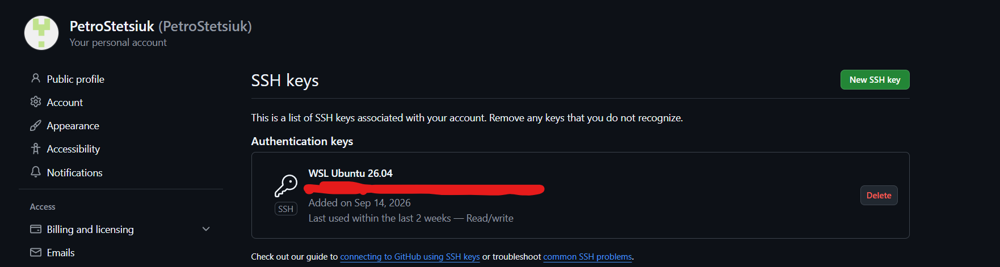 PetroStetsiuk (PetroStetsiuk)
Your personal account
Public profile
Account
Appearance
Accessibility
Notifications
Access
Billing and licensing
Emails
SSH keys
New SSH key
This is a list of SSH keys associated with your account. Remove any keys that you do not recognize.
Authentication keys
WSL Ubuntu 26.04
SSH
Added on Sep 14, 2026
Last used within the last 2 weeks — Read/write
Delete
Check out our guide to connecting to GitHub using SSH keys or troubleshoot common SSH problems.